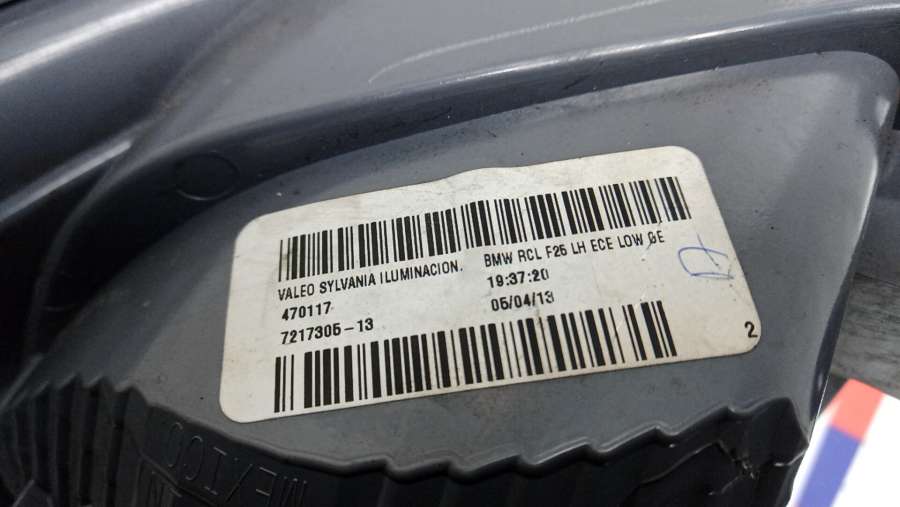 VALEO SYLVANIA ILUMINACION. BMW RCL F25 LH ECE LOW GE
470117 19:37:20
7217305-13 05/04/13
2
MEXICO